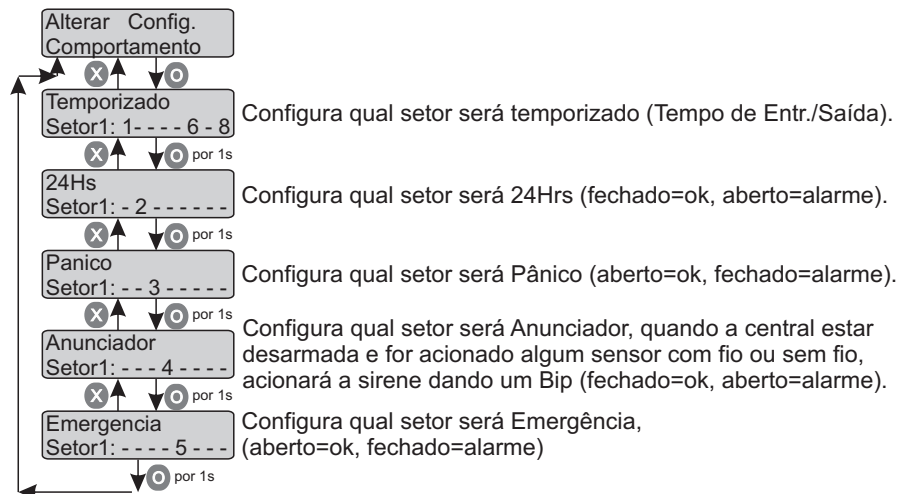 Alterar Config.
Comportamento
X O
Temporizado
Setor1: 1- - - - 6 - 8
Configura qual setor será temporizado (Tempo de Entr./Saída).
X O por 1s
24Hs
Setor1: - 2 - - - - - -
Configura qual setor será 24Hrs (fechado=ok, aberto=alarme).
X O por 1s
Panico
Setor1: - - 3 - - - - -
Configura qual setor será Pânico (aberto=ok, fechado=alarme).
X O por 1s
Anunciador
Setor1: - - - 4 - - - -
Configura qual setor será Anunciador, quando a central estar
desarmada e for acionado algum sensor com fio ou sem fio,
acionará a sirene dando um Bip (fechado=ok, aberto=alarme).
X O por 1s
Emergencia
Setor1: - - - - 5 - - -
Configura qual setor será Emergência,
(aberto=ok, fechado=alarme)
O por 1s